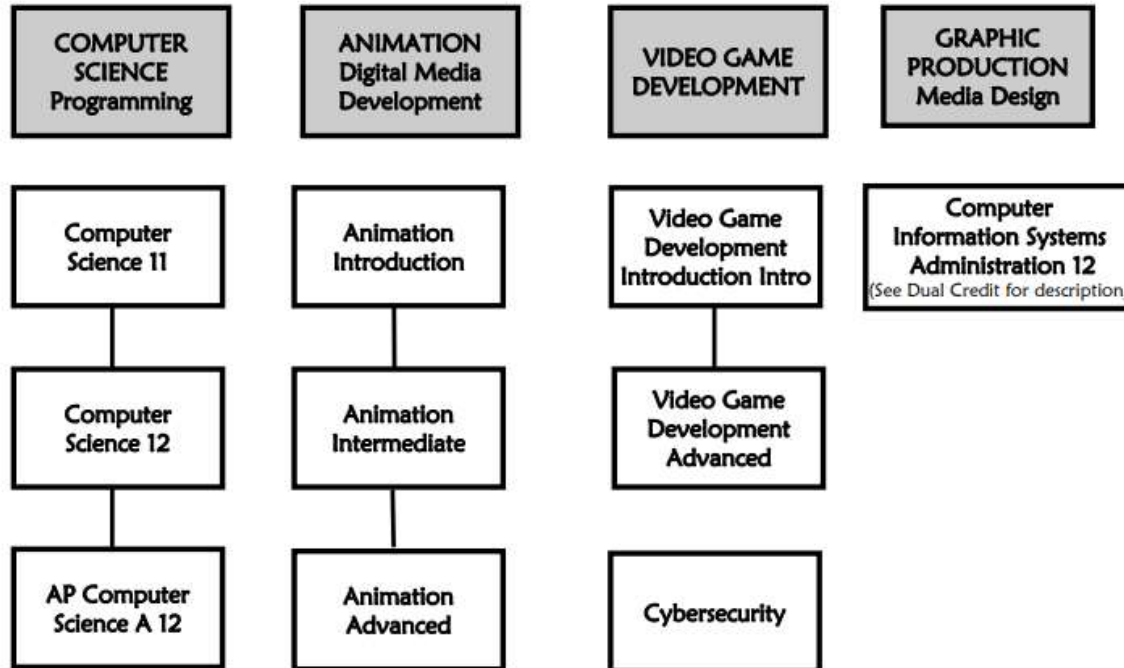 COMPUTER
SCIENCE
Programming
ANIMATION
Digital Media
Development
VIDEO GAME
DEVELOPMENT
GRAPHIC
PRODUCTION
Media Design
Computer
Science 11
Animation
Introduction
Video Game
Development
Introduction Intro
Computer
Information Systems
Administration 12
(See Dual Credit for description
Computer
Science 12
Animation
Intermediate
Video Game
Development
Advanced
AP Computer
Science A 12
Animation
Advanced
Cybersecurity